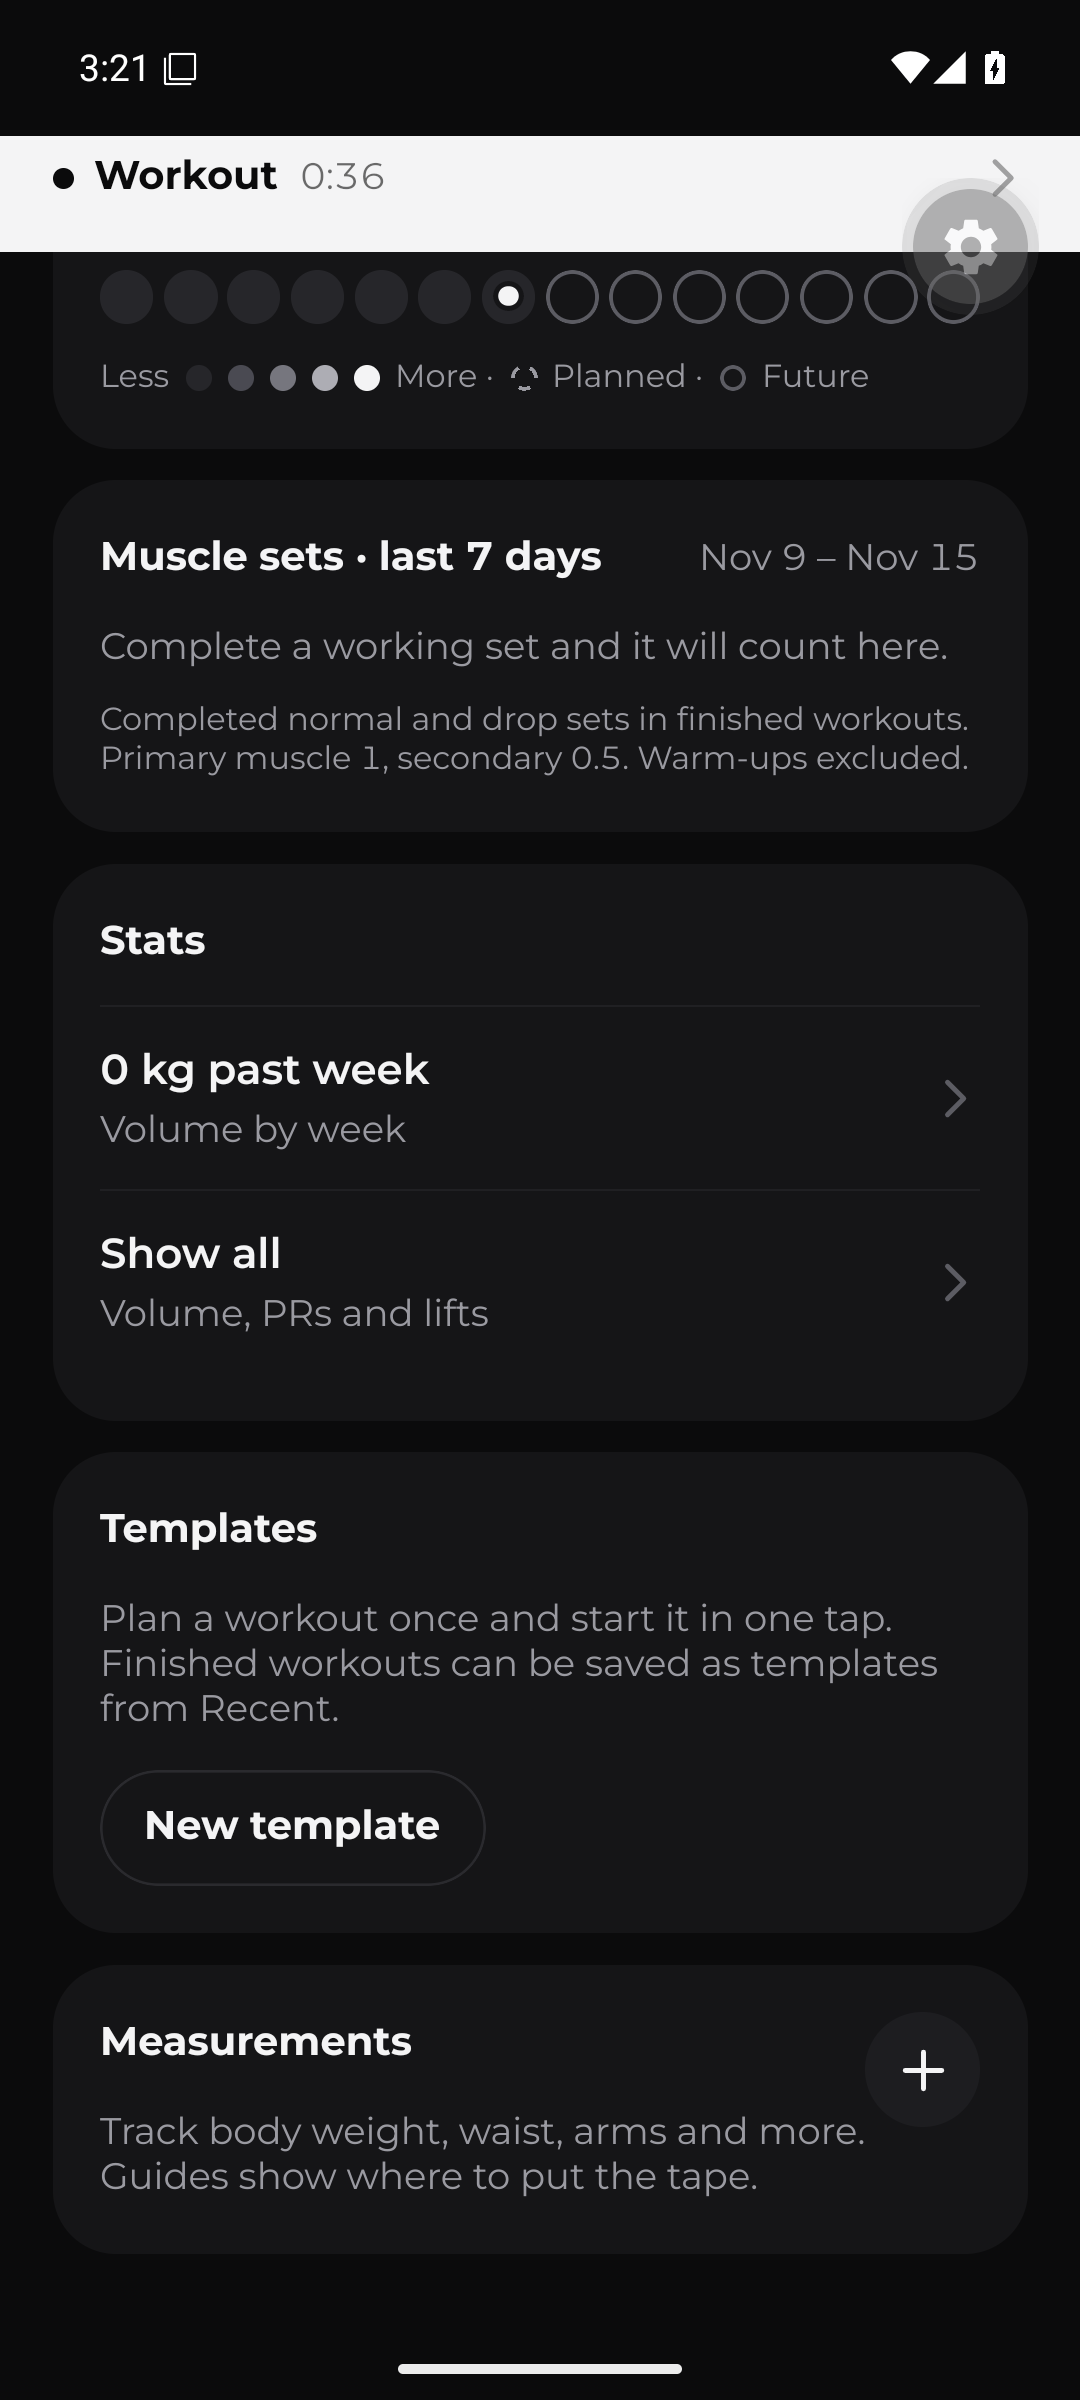 3:21
Workout 0:36
Less More · Planned · Future
Muscle sets · last 7 days Nov 9 – Nov 15
Complete a working set and it will count here.
Completed normal and drop sets in finished workouts.
Primary muscle 1, secondary 0.5. Warm-ups excluded.
Stats
0 kg past week
Volume by week
Show all
Volume, PRs and lifts
Templates
Plan a workout once and start it in one tap.
Finished workouts can be saved as templates
from Recent.
New template
Measurements
Track body weight, waist, arms and more.
Guides show where to put the tape.